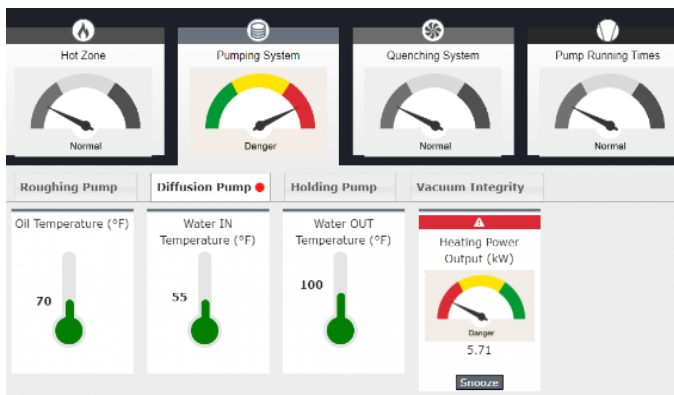 Hot Zone
Pumping System
Quenching System
Pump Running Times
Normal
Danger
Normal
Normal
Roughing Pump
Diffusion Pump
Holding Pump
Vacuum Integrity
Oil Temperature (°F)
70
Water IN
Temperature (°F)
55
Water OUT
Temperature (°F)
100
Heating Power
Output (kW)
Danger
5.71
Snooze